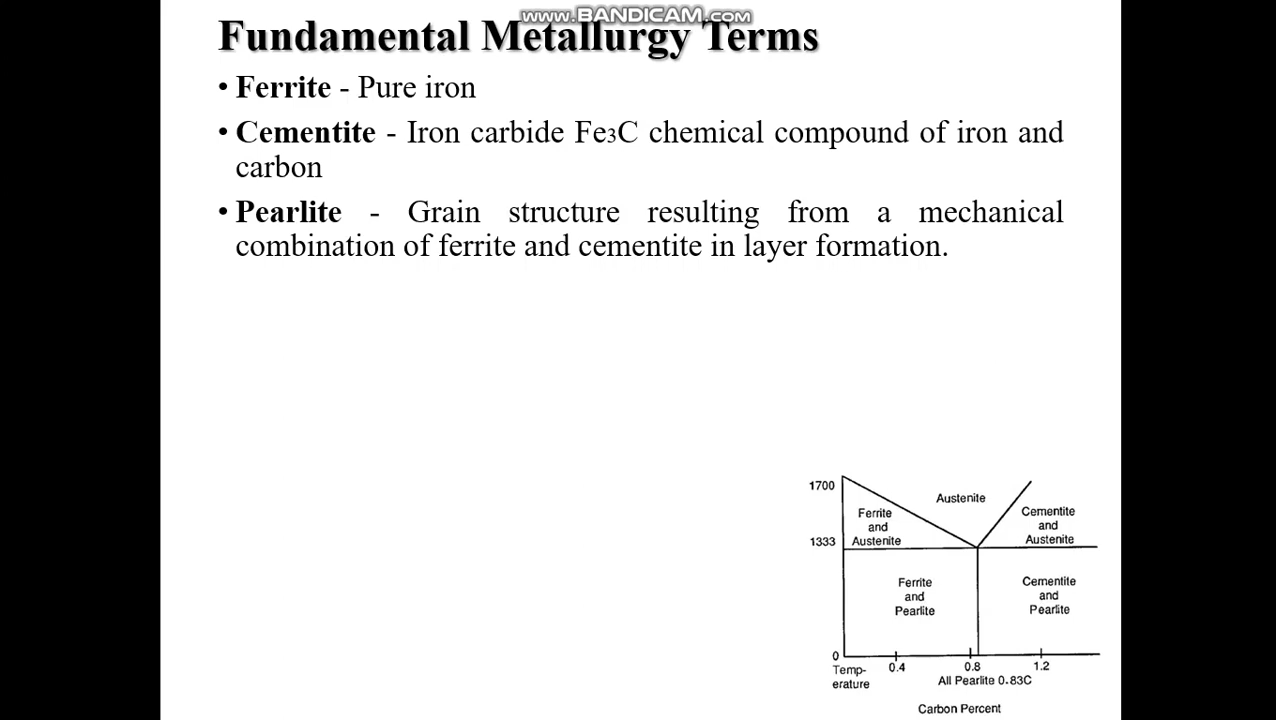 www.BANDICAM.com
Fundamental Metallurgy Terms
• Ferrite - Pure iron
• Cementite - Iron carbide Fe3C chemical compound of iron and
carbon
• Pearlite - Grain structure resulting from a mechanical
combination of ferrite and cementite in layer formation.
1700
Austenite
Ferrite
and
Austenite
Cementite
and
Austenite
1333
Ferrite
and
Pearlite
Cementite
and
Pearlite
0
0.4
0.8
1.2
Temp-
erature
All Pearlite 0.83C
Carbon Percent